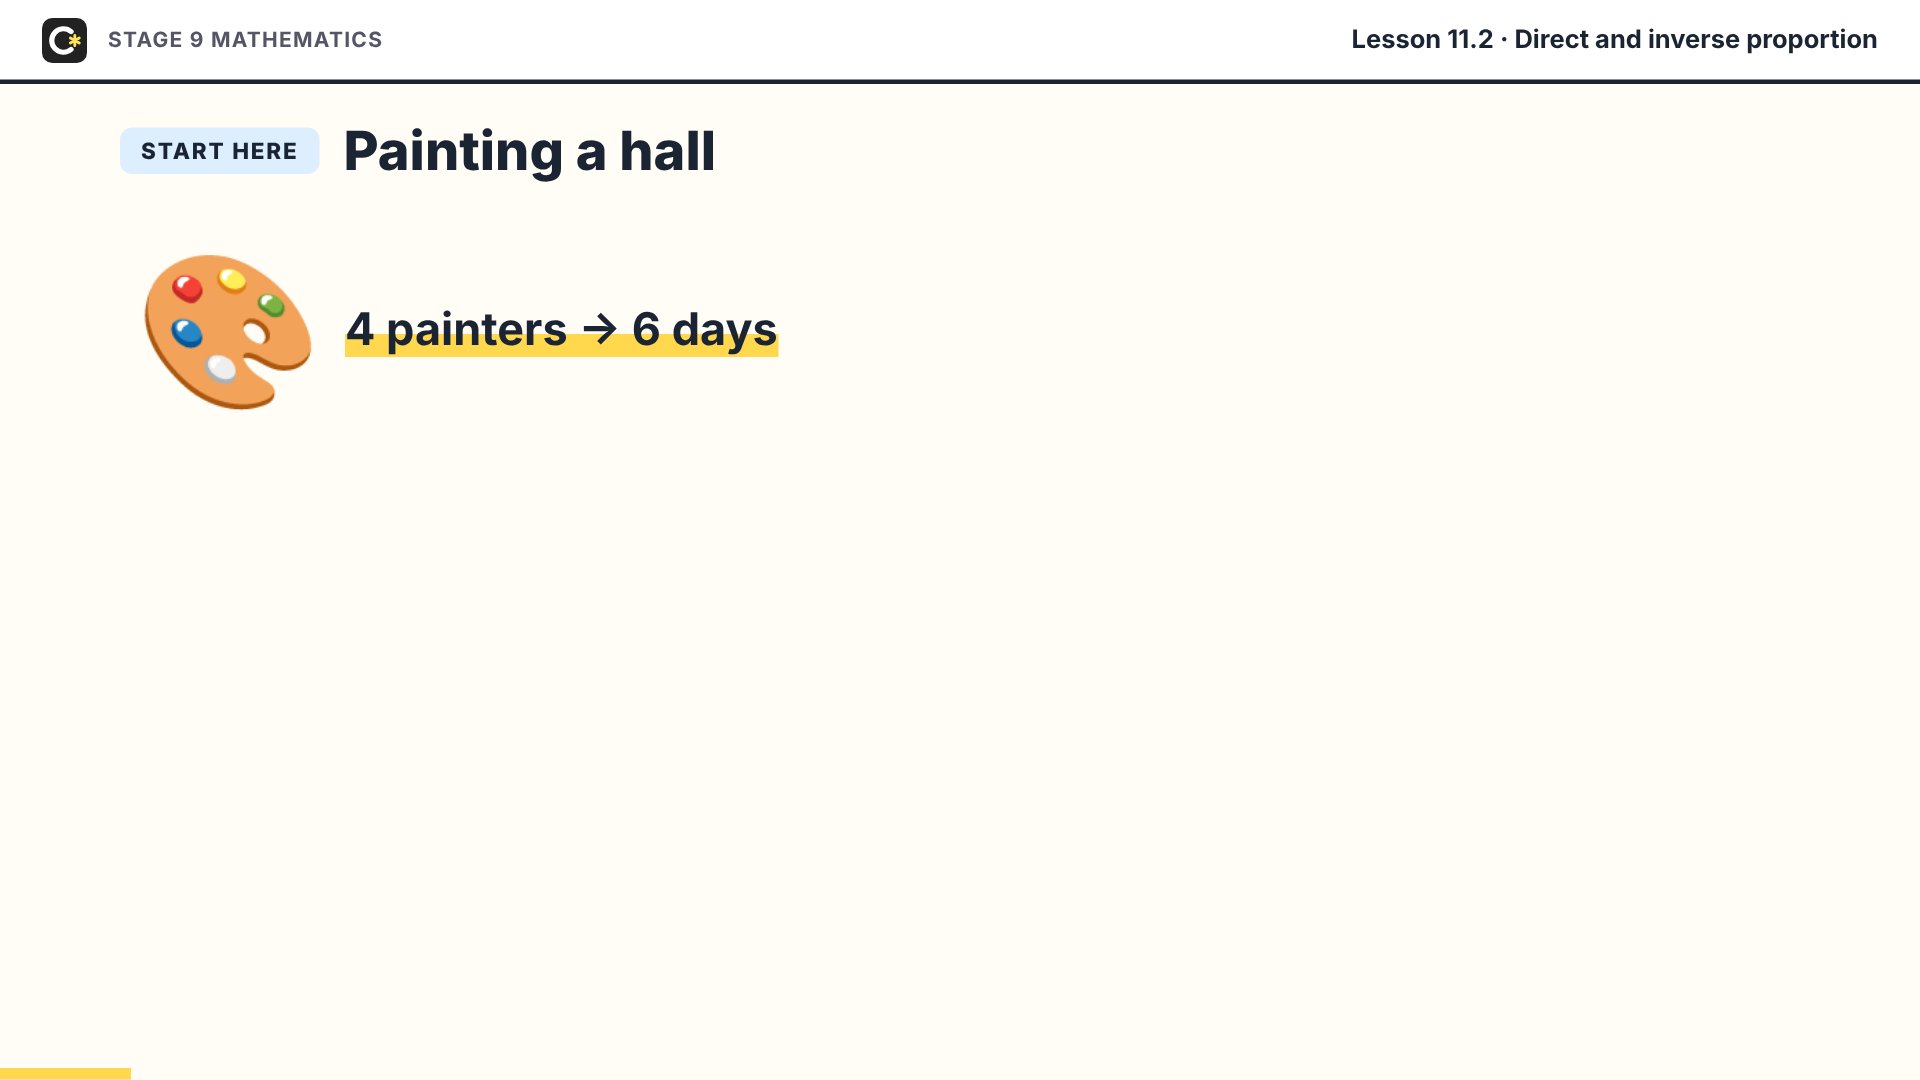 STAGE 9 MATHEMATICS
Lesson 11.2 · Direct and inverse proportion
START HERE
Painting a hall
4 painters → 6 days